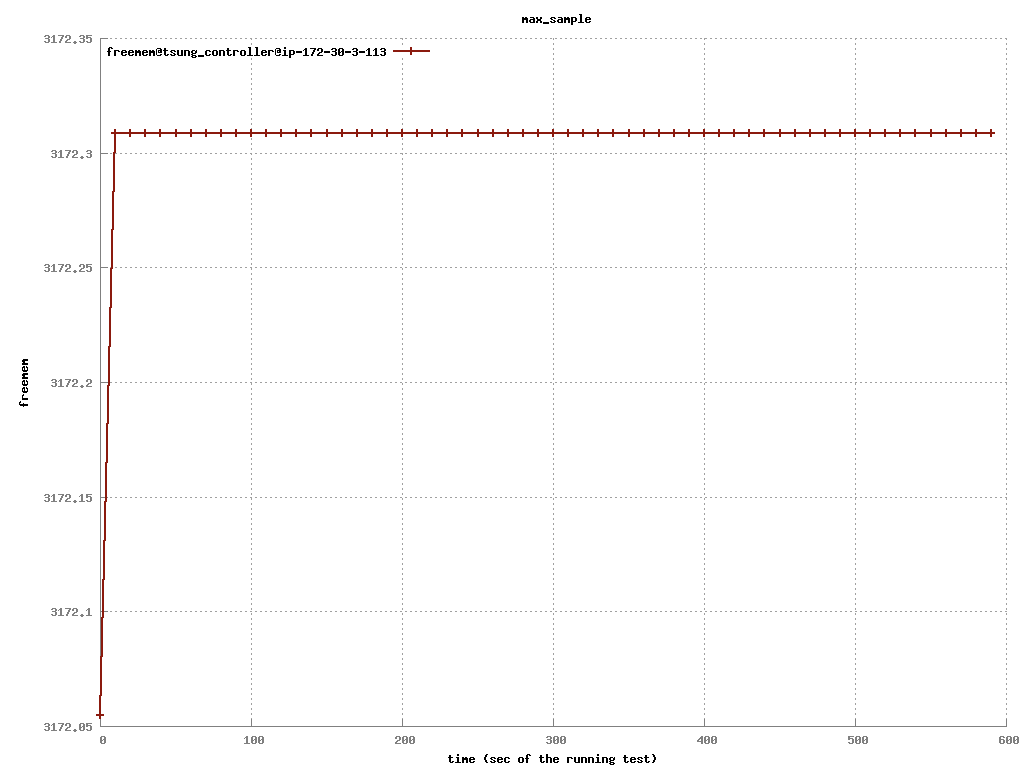 max_sample
3172.35
freemem@tsung_controller@ip-172-30-3-113
3172.3
3172.25
3172.2
freemem
3172.15
3172.1
3172.05
0 100 200 300 400 500 600
time (sec of the running test)